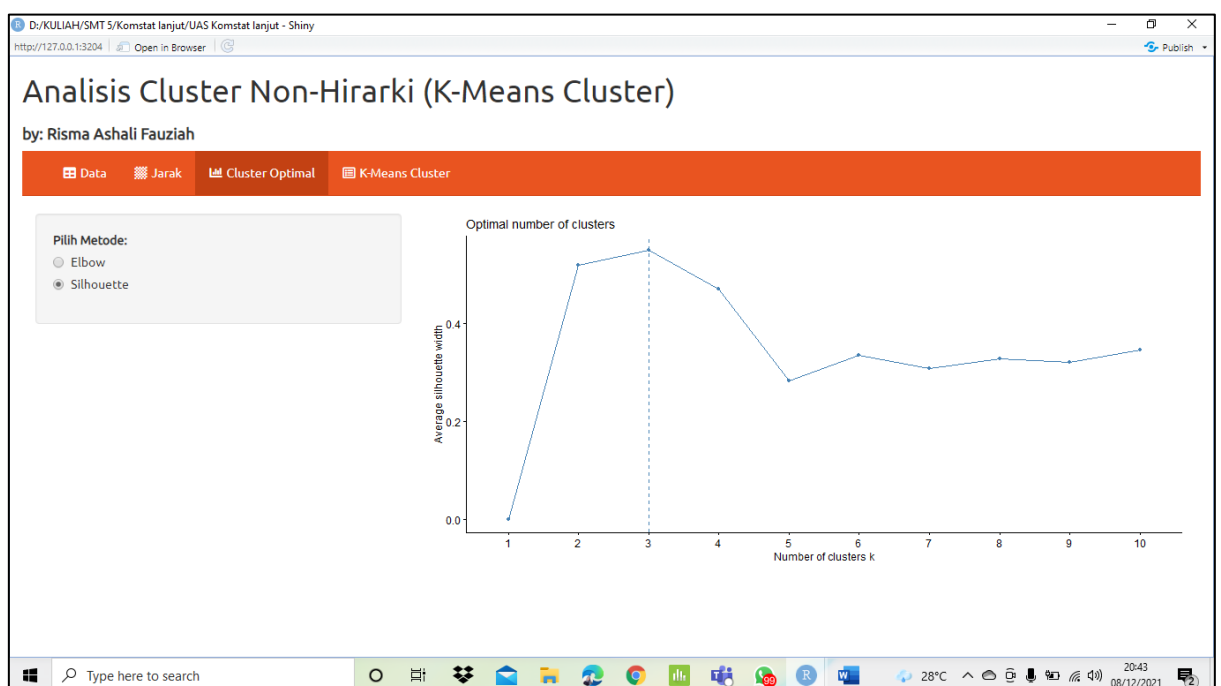 D:/KULIAH/SMT 5/Komstat lanjut/UAS Komstat lanjut - Shiny
http://127.0.0.1:3204 Open in Browser Publish
Analisis Cluster Non-Hirarki (K-Means Cluster)
by: Risma Ashali Fauziah
Data Jarak Cluster Optimal K-Means Cluster
Pilih Metode:
Elbow
Silhouette
Optimal number of clusters
Average silhouette width
0.4
0.2
0.0
1 2 3 4 5 6 7 8 9 10
Number of clusters k
Type here to search
99
R
W
28°C
20:43
08/12/2021
2